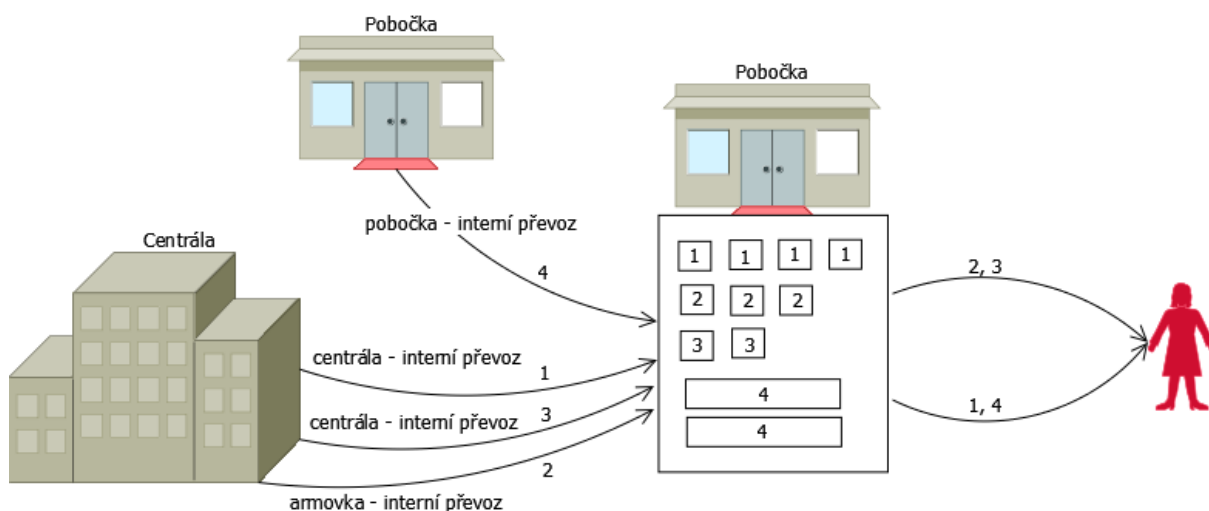 Pobočka
Pobočka
pobočka - interní převoz
Centrála
4
1 1 1 1
2, 3
2 2 2
centrála - interní převoz
3 3
1
4
1, 4
centrála - interní převoz
3
4
2
armovka - interní převoz